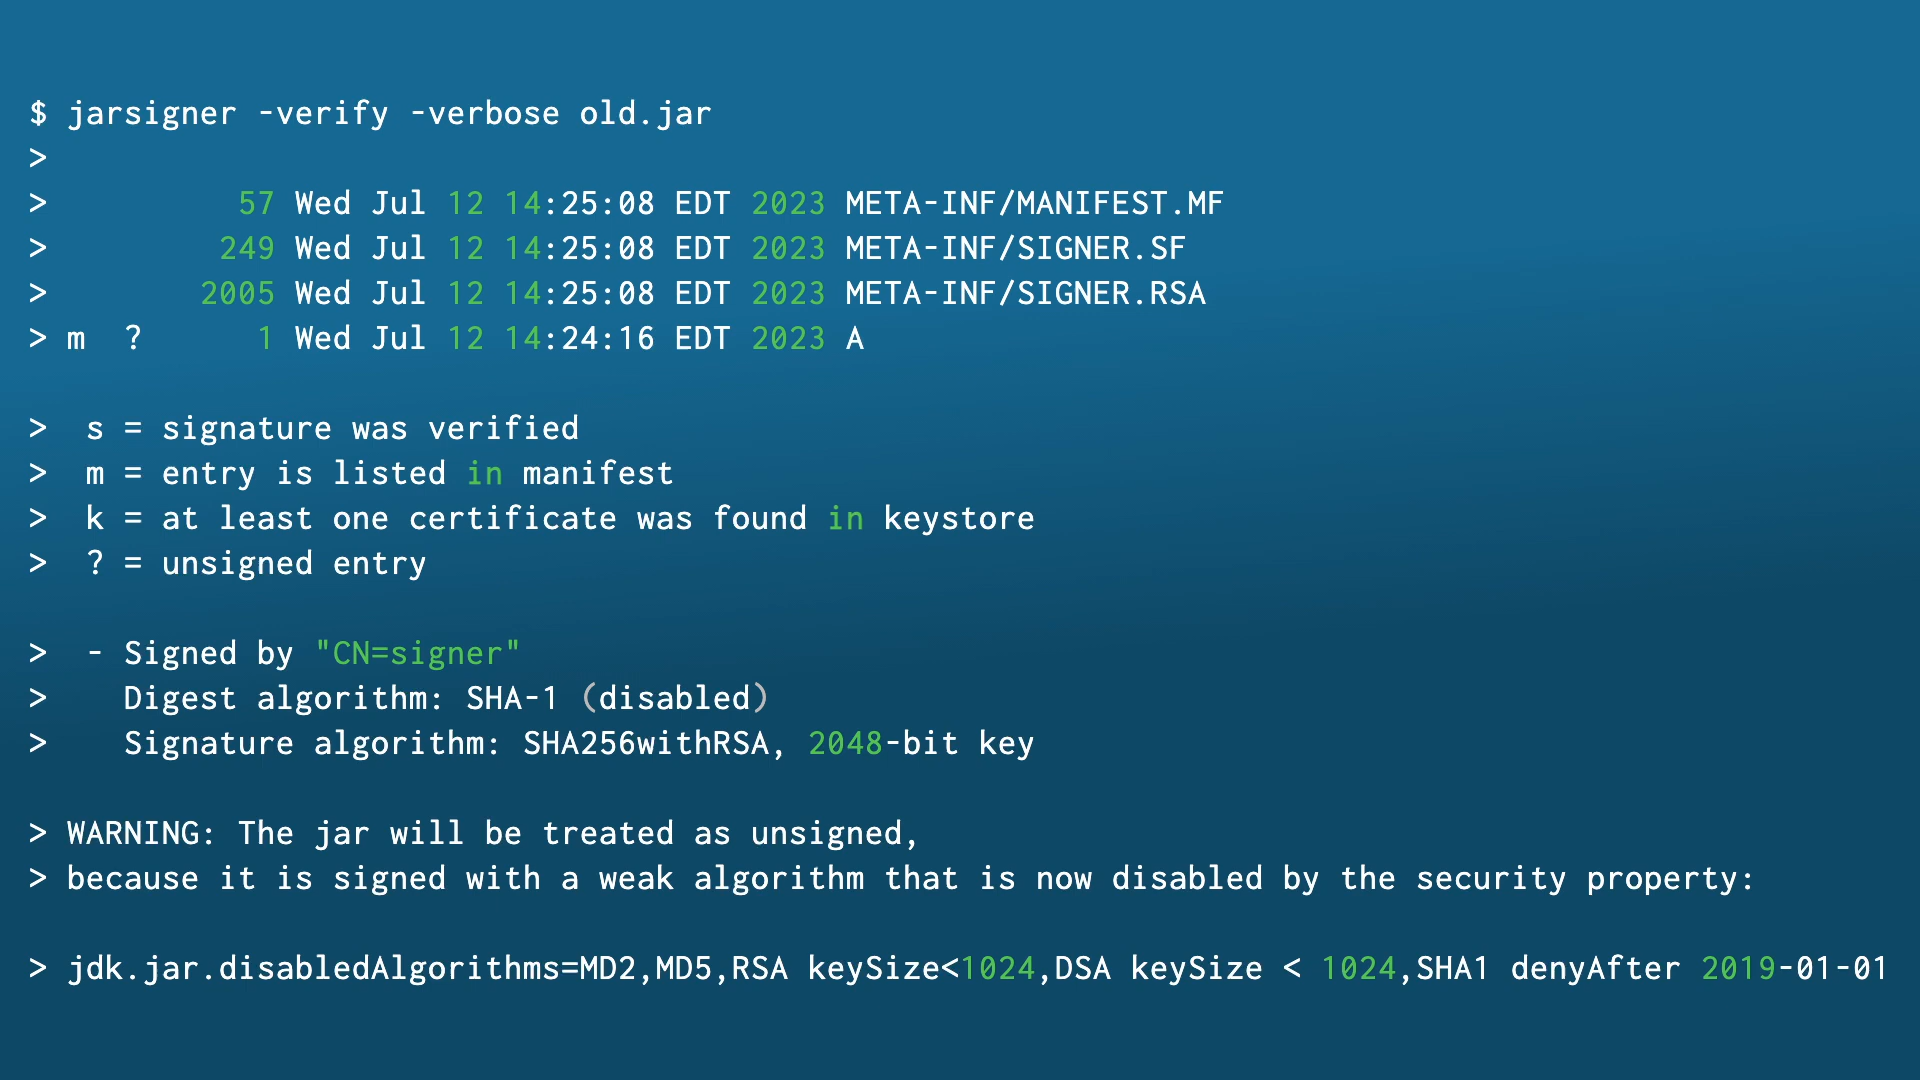 $ jarsigner -verify -verbose old.jar
>
> 57 Wed Jul 12 14:25:08 EDT 2023 META-INF/MANIFEST.MF
> 249 Wed Jul 12 14:25:08 EDT 2023 META-INF/SIGNER.SF
> 2005 Wed Jul 12 14:25:08 EDT 2023 META-INF/SIGNER.RSA
> m ? 1 Wed Jul 12 14:24:16 EDT 2023 A
> s = signature was verified
> m = entry is listed in manifest
> k = at least one certificate was found in keystore
> ? = unsigned entry
> - Signed by "CN=signer"
> Digest algorithm: SHA-1 (disabled)
> Signature algorithm: SHA256withRSA, 2048-bit key
> WARNING: The jar will be treated as unsigned,
> because it is signed with a weak algorithm that is now disabled by the security property:
> jdk.jar.disabledAlgorithms=MD2,MD5,RSA keySize<1024,DSA keySize < 1024,SHA1 denyAfter 2019-01-01